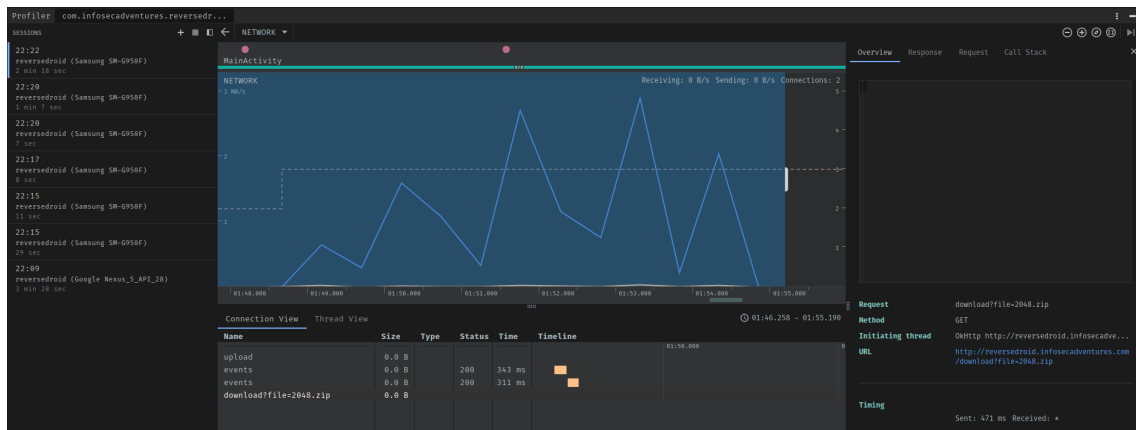 Profiler com.infosecadventures.reversedr...
SESSIONS
NETWORK
22:22
reversedroid (Samsung SM-G950F)
2 min 18 sec
22:20
reversedroid (Samsung SM-G950F)
1 min 7 sec
22:20
reversedroid (Samsung SM-G950F)
7 sec
22:17
reversedroid (Samsung SM-G950F)
8 sec
22:15
reversedroid (Samsung SM-G950F)
11 sec
22:15
reversedroid (Samsung SM-G950F)
29 sec
22:09
reversedroid (Google Nexus_5_API_28)
3 min 28 sec
MainActivity
NETWORK Receiving: 0 B/s Sending: 0 B/s Connections: 2
3 MB/s 5
4
2 3
2
1 1
01:48.000 01:49.000 01:50.000 01:51.000 01:52.000 01:53.000 01:54.000 01:55.000
Connection View Thread View 01:46.258 - 01:55.190
Name Size Type Status Time Timeline
01:50.000
upload 0.0 B
events 0.0 B 200 343 ms
events 0.0 B 200 311 ms
download?file=2048.zip 0.0 B
Overview Response Request Call Stack
Request download?file=2048.zip
Method GET
Initiating thread OkHttp http://reversedroid.infosecadve...
URL http://reversedroid.infosecadventures.com
/download?file=2048.zip
Timing
Sent: 471 ms Received: *